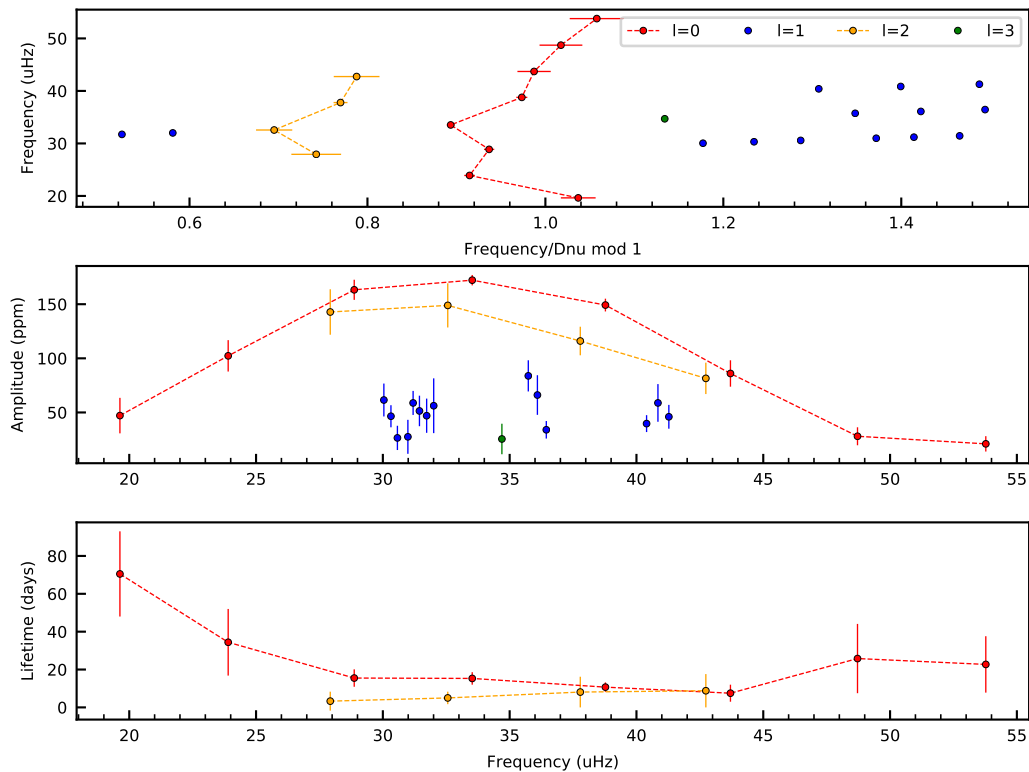 l=0 l=1 l=2 l=3
Frequency (uHz)
50
40
30
20
0.6 0.8 1.0 1.2 1.4
Frequency/Dnu mod 1
Amplitude (ppm)
150
100
50
20 25 30 35 40 45 50 55
Lifetime (days)
80
60
40
20
0
20 25 30 35 40 45 50 55
Frequency (uHz)